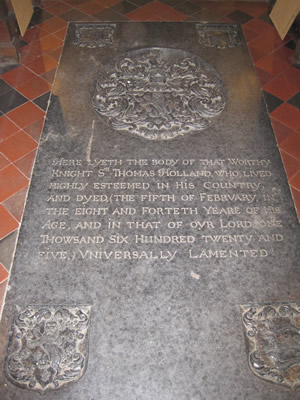 HERE LYETH THE BODY OF THAT WORTHY
KNIGHT Sr. THOMAS HOLLAND, WHO, LIVED
HIGHLY ESTEEMED IN HIS COUNTRY,
AND DYED, (THE FIFTH OF FEBRVARY, IN
THE EIGHT AND FORTETH YEARE OF HIS
AGE, AND IN THAT OF OVR LORD, ONE
THOWSAND SIX HUNDRED TWENTY AND
FIVE,) VNIVERSALLY LAMENTED